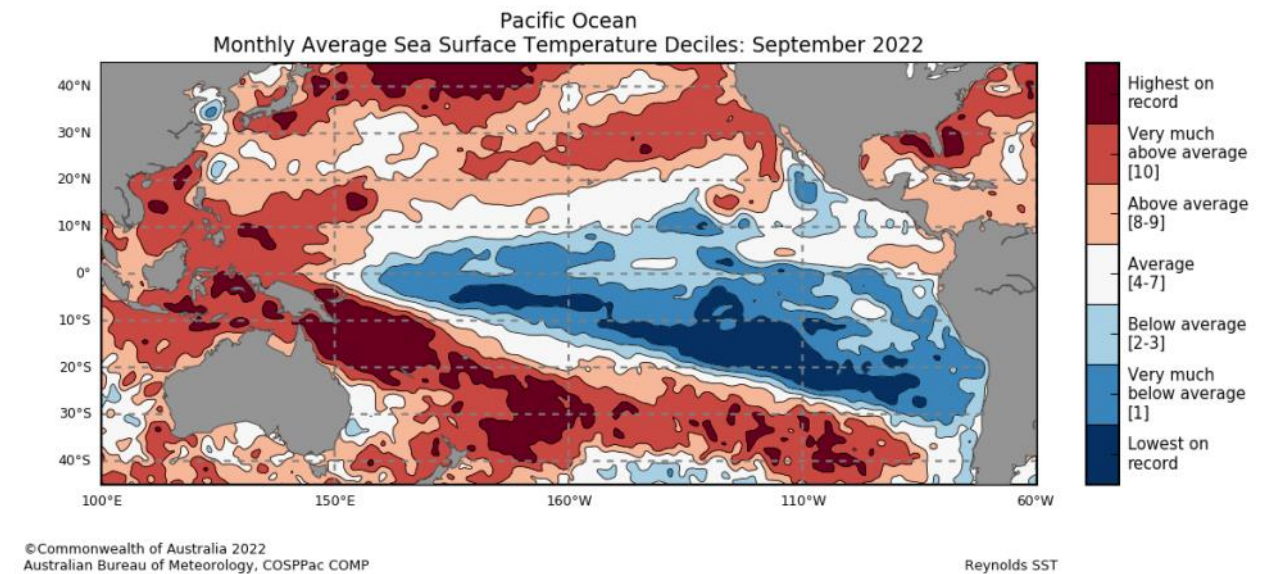 Pacific Ocean
Monthly Average Sea Surface Temperature Deciles: September 2022
40°N
30°N
20°N
10°N
0°
10°S
20°S
30°S
40°S
100°E
150°E
160°W
110°W
60°W
Highest on
record
Very much
above average
[10]
Above average
[8-9]
Average
[4-7]
Below average
[2-3]
Very much
below average
[1]
Lowest on
record
©Commonwealth of Australia 2022
Australian Bureau of Meteorology, COSPPac COMP
Reynolds SST